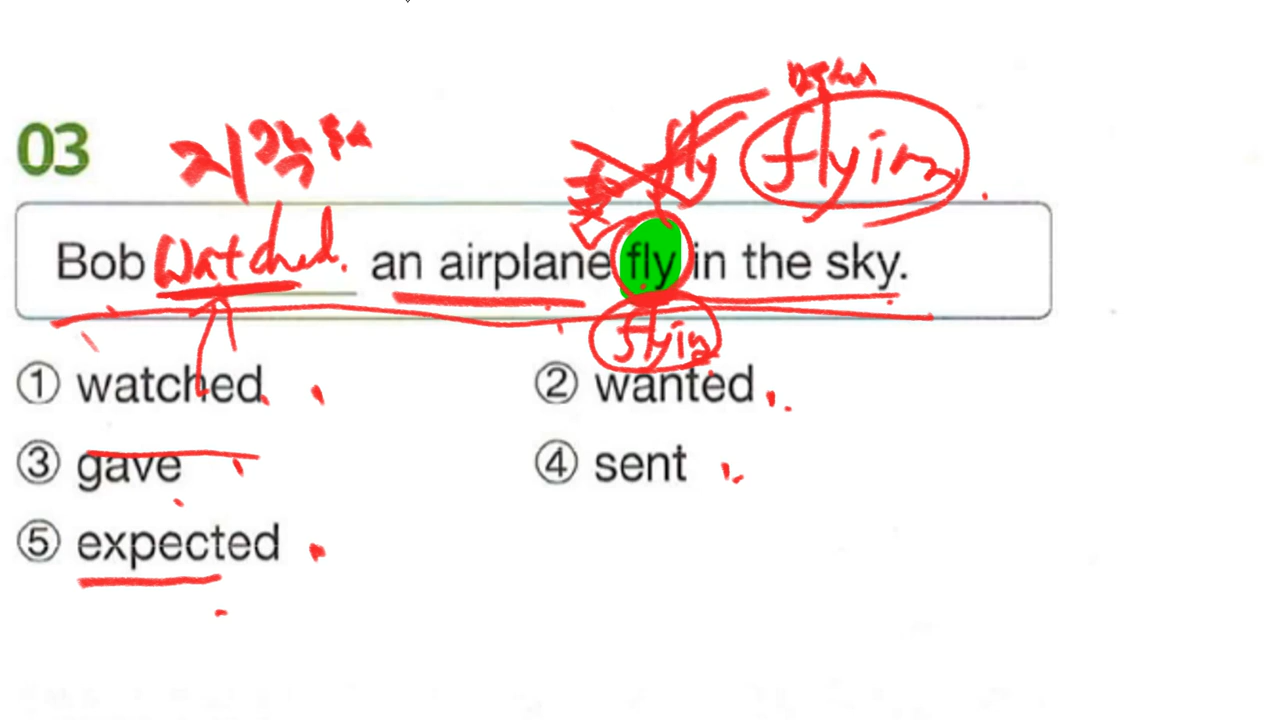 03
fly flying
Bob watched. an airplane fly in the sky.
flying
① watched ② wanted
③ gave ④ sent
⑤ expected